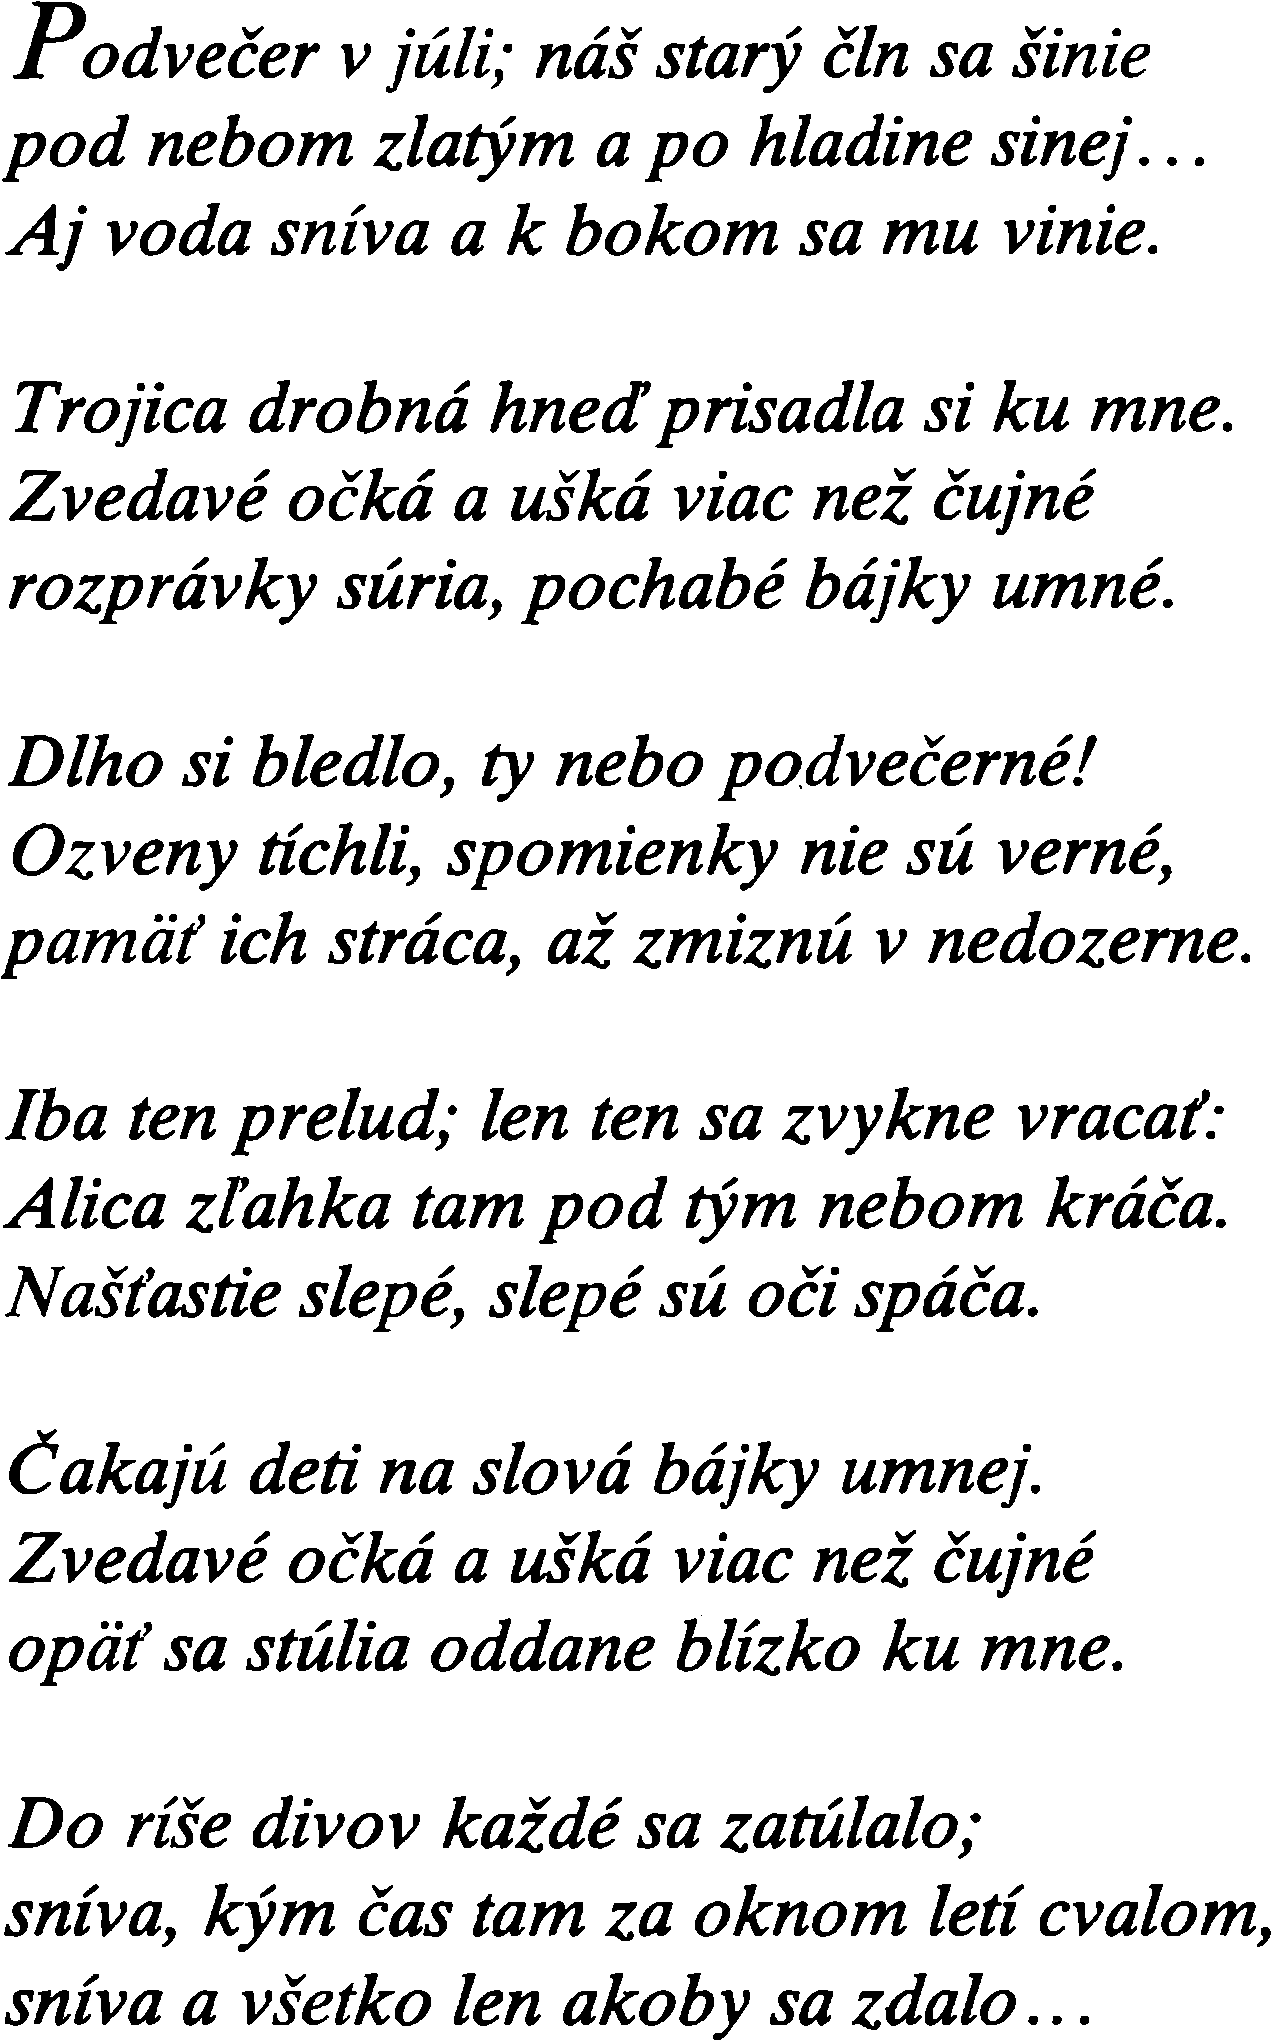 Podvečer v júli; náš starý čln sa šinie
pod nebom zlatým a po hladine sinej...
Aj voda sníva a k bokom sa mu vinie.

Trojica drobná hneď prisadla si ku mne.
Zvedavé očká a ušká viac než čujné
rozprávky súria, pochabé bájky umné.

Dlho si bledlo, ty nebo podvečerné!
Ozveny tíchli, spomienky nie sú verné,
pamäť ich stráca, až zmiznú v nedozerne.

Iba ten prelud; len ten sa zvykne vracať:
Alica zľahka tam pod tým nebom kráča.
Našťastie slepé, slepé sú oči spáča.

Čakajú deti na slová bájky umnej.
Zvedavé očká a ušká viac než čujné
opäť sa stúlia oddane blízko ku mne.

Do ríše divov každé sa zatúlalo;
sníva, kým čas tam za oknom letí cvalom,
sníva a všetko len akoby sa zdalo...